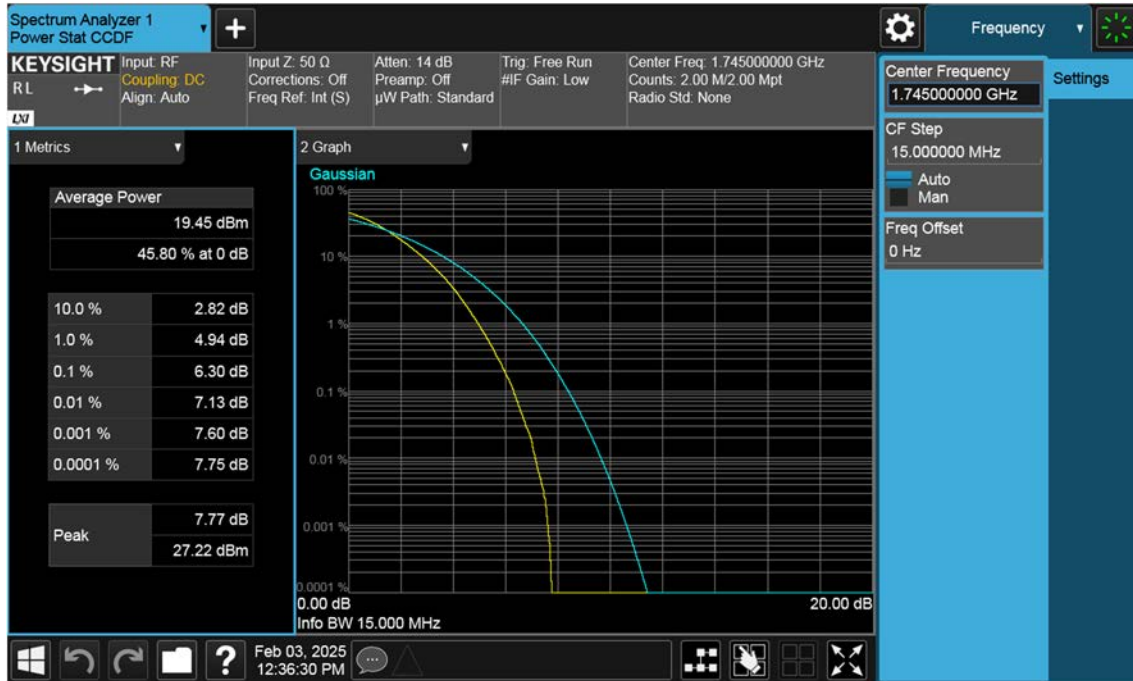 Spectrum Analyzer 1
Power Stat CCDF
Frequency
KEYSIGHT
RL
LXI
Input: RF
Coupling: DC
Align: Auto
Input Z: 50 Ω
Corrections: Off
Freq Ref: Int (S)
Atten: 14 dB
Preamp: Off
µW Path: Standard
Trig: Free Run
#IF Gain: Low
Center Freq: 1.745000000 GHz
Counts: 2.00 M/2.00 Mpt
Radio Std: None
Center Frequency
1.745000000 GHz
Settings
CF Step
15.000000 MHz
Auto
Man
Freq Offset
0 Hz
1 Metrics
Average Power
19.45 dBm
45.80 % at 0 dB
10.0 % 2.82 dB
1.0 % 4.94 dB
0.1 % 6.30 dB
0.01 % 7.13 dB
0.001 % 7.60 dB
0.0001 % 7.75 dB
Peak
7.77 dB
27.22 dBm
2 Graph
Gaussian
100 %
10 %
1 %
0.1 %
0.01 %
0.001 %
0.0001 %
0.00 dB 20.00 dB
Info BW 15.000 MHz
?
Feb 03, 2025
12:36:30 PM